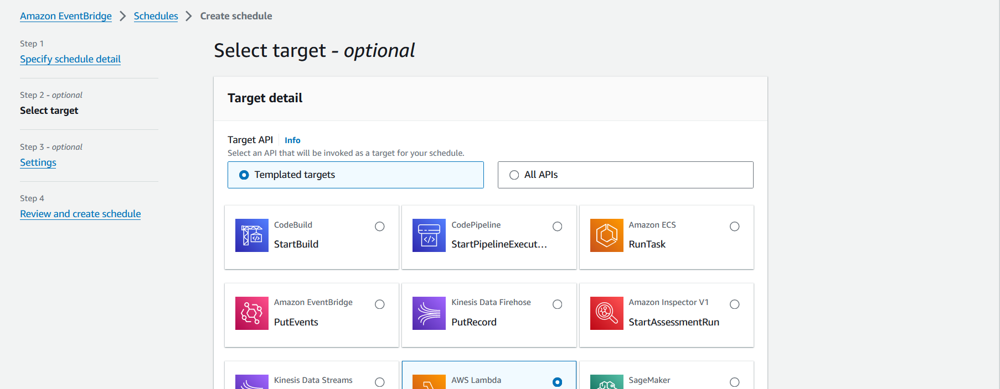 Amazon EventBridge > Schedules > Create schedule
Step 1
Specify schedule detail
Step 2 - optional
Select target
Step 3 - optional
Settings
Step 4
Review and create schedule
Select target - optional
Target detail
Target API Info
Select an API that will be invoked as a target for your schedule.
Templated targets
All APIs
CodeBuild
StartBuild
CodePipeline
StartPipelineExecut...
Amazon ECS
RunTask
Amazon EventBridge
PutEvents
Kinesis Data Firehose
PutRecord
Amazon Inspector V1
StartAssessmentRun
Kinesis Data Streams
AWS Lambda
SageMaker